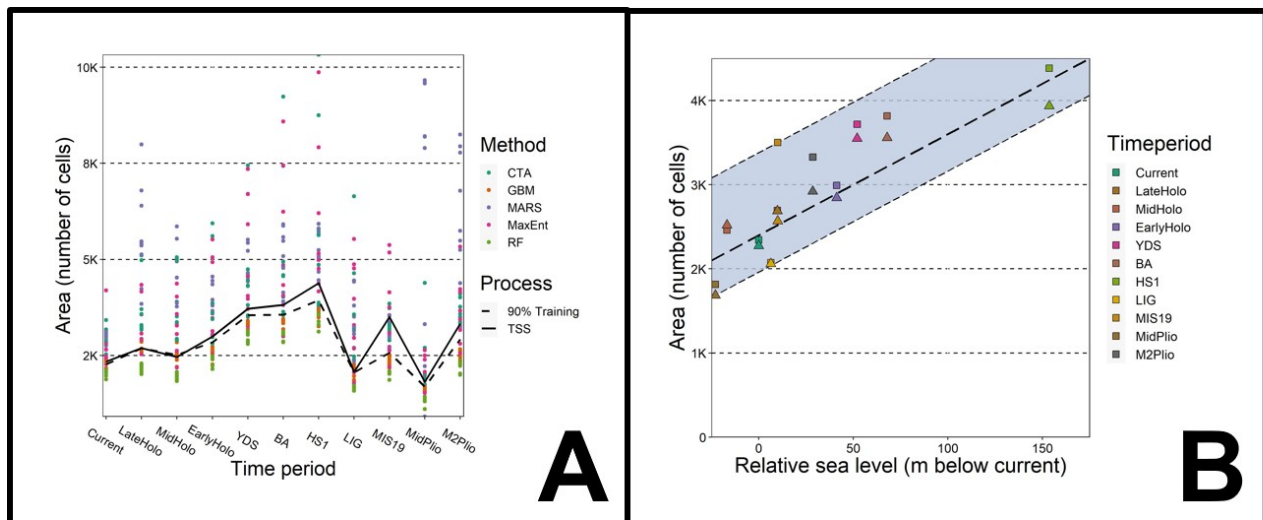 Area (number of cells)
10K
8K
5K
2K
Current
LateHolo
MidHolo
EarlyHolo
YDS
BA
HS1
LIG
MIS19
MidPlio
M2Plio
Time period
Method
CTA
GBM
MARS
MaxEnt
RF
Process
90% Training
TSS
A
Area (number of cells)
4K
3K
2K
1K
0
0
50
100
150
Relative sea level (m below current)
Timeperiod
Current
LateHolo
MidHolo
EarlyHolo
YDS
BA
HS1
LIG
MIS19
MidPlio
M2Plio
B